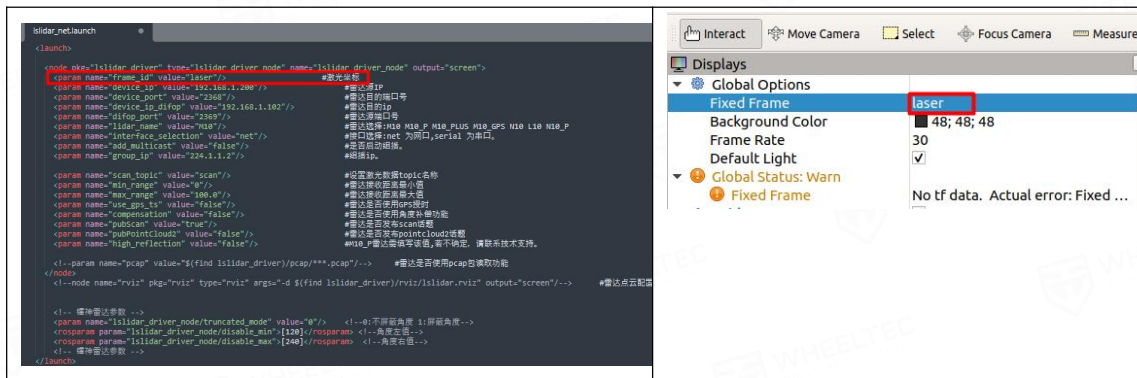 lslidar_net.launch
<launch>
<node pkg="lslidar_driver" type="lslidar_driver_node" name="lslidar_driver_node" output="screen">
<param name="frame_id" value="laser"/> #激光坐标
<param name="device_ip" value="192.168.1.200"/> #雷达源IP
<param name="device_port" value="2368"/> #雷达目的端口号
<param name="device_ip_difop" value="192.168.1.102"/> #雷达目的ip
<param name="difop_port" value="2369"/> #雷达源端口号
<param name="lidar_name" value="M10"/> #雷达选择:M10 M10_P M10_PLUS M10_GPS N10 L10 N10_P
<param name="interface_selection" value="net"/> #接口选择:net 为网口,serial 为串口。
<param name="add_multicast" value="false"/> #是否启动组播。
<param name="group_ip" value="224.1.1.2"/> #组播ip。
<param name="scan_topic" value="scan"/> #设置激光数据topic名称
<param name="min_range" value="0"/> #雷达接收距离最小值
<param name="max_range" value="100.0"/> #雷达接收距离最大值
<param name="use_gps_ts" value="false"/> #雷达是否使用GPS授时
<param name="compensation" value="false"/> #雷达是否使用角度补偿功能
<param name="pubScan" value="true"/> #雷达是否发布scan话题
<param name="pubPointCloud2" value="false"/> #雷达是否发布pointcloud2话题
<param name="high_reflection" value="false"/> #M10_P雷达需填写该值,若不确定，请联系技术支持。
<!--param name="pcap" value="$(find lslidar_driver)/pcap/***.pcap"/--> #雷达是否使用pcap包读取功能
</node>
<!--node name="rviz" pkg="rviz" type="rviz" args="-d $(find lslidar_driver)/rviz/lslidar.rviz" output="screen"/--> #雷达点云配置
<!-- 镭神雷达参数 -->
<param name="lslidar_driver_node/truncated_mode" value="0"/> <!--0:不屏蔽角度 1:屏蔽角度-->
<rosparam param="lslidar_driver_node/disable_min">[120]</rosparam> <!--角度左值-->
<rosparam param="lslidar_driver_node/disable_max">[240]</rosparam> <!--角度右值-->
<!-- 镭神雷达参数 -->
</launch>
Interact Move Camera Select Focus Camera Measure
Displays
Global Options
Fixed Frame laser
Background Color 48; 48; 48
Frame Rate 30
Default Light ✓
Global Status: Warn
Fixed Frame No tf data. Actual error: Fixed ...
WHEELTEC